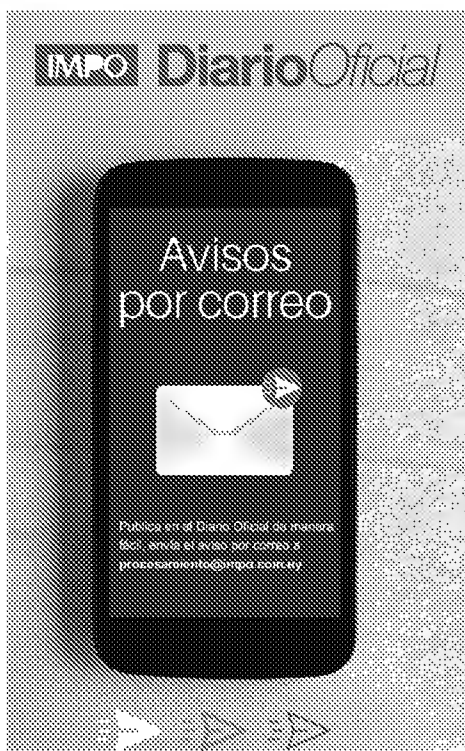 IMPO DiarioOficial
Avisos
por correo
Publica en el Diario Oficial de manera
fácil, envía el aviso por correo a
procesamiento@impo.com.uy